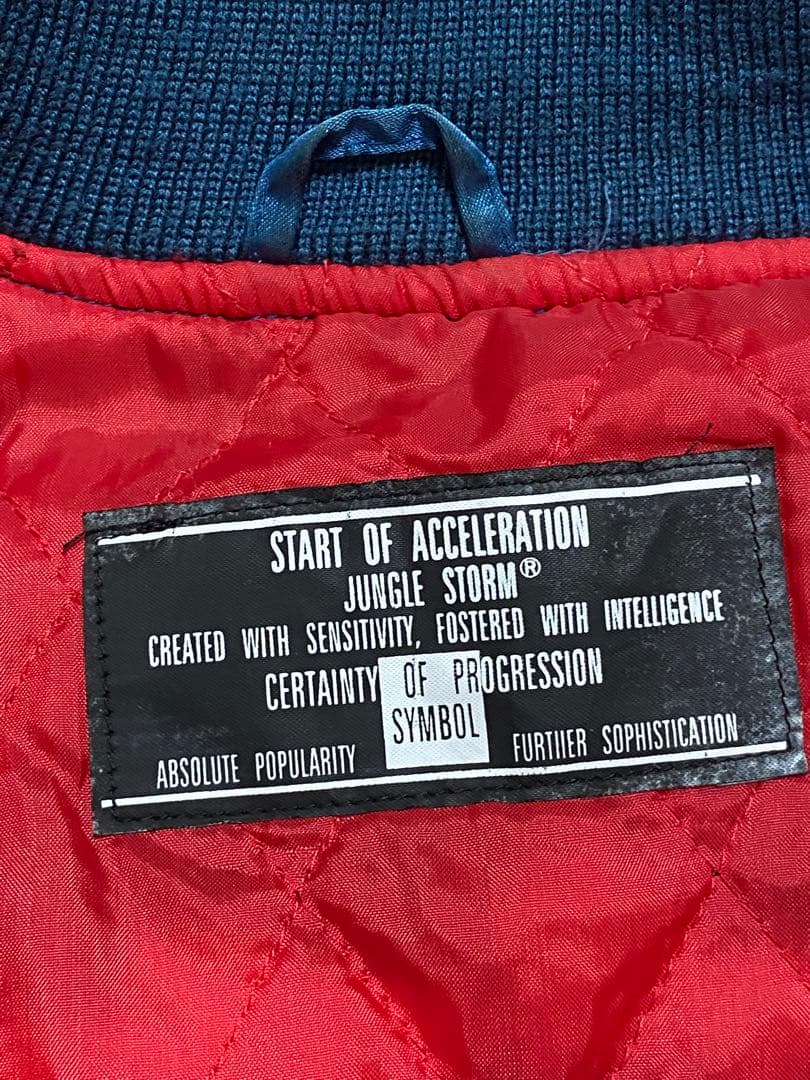 START OF ACCELERATION
JUNGLE STORM®
CREATED WITH SENSITIVITY, FOSTERED WITH INTELLIGENCE
CERTAINTY OF PROGRESSION
SYMBOL
ABSOLUTE POPULARITY FURTIIER SOPHISTICATION